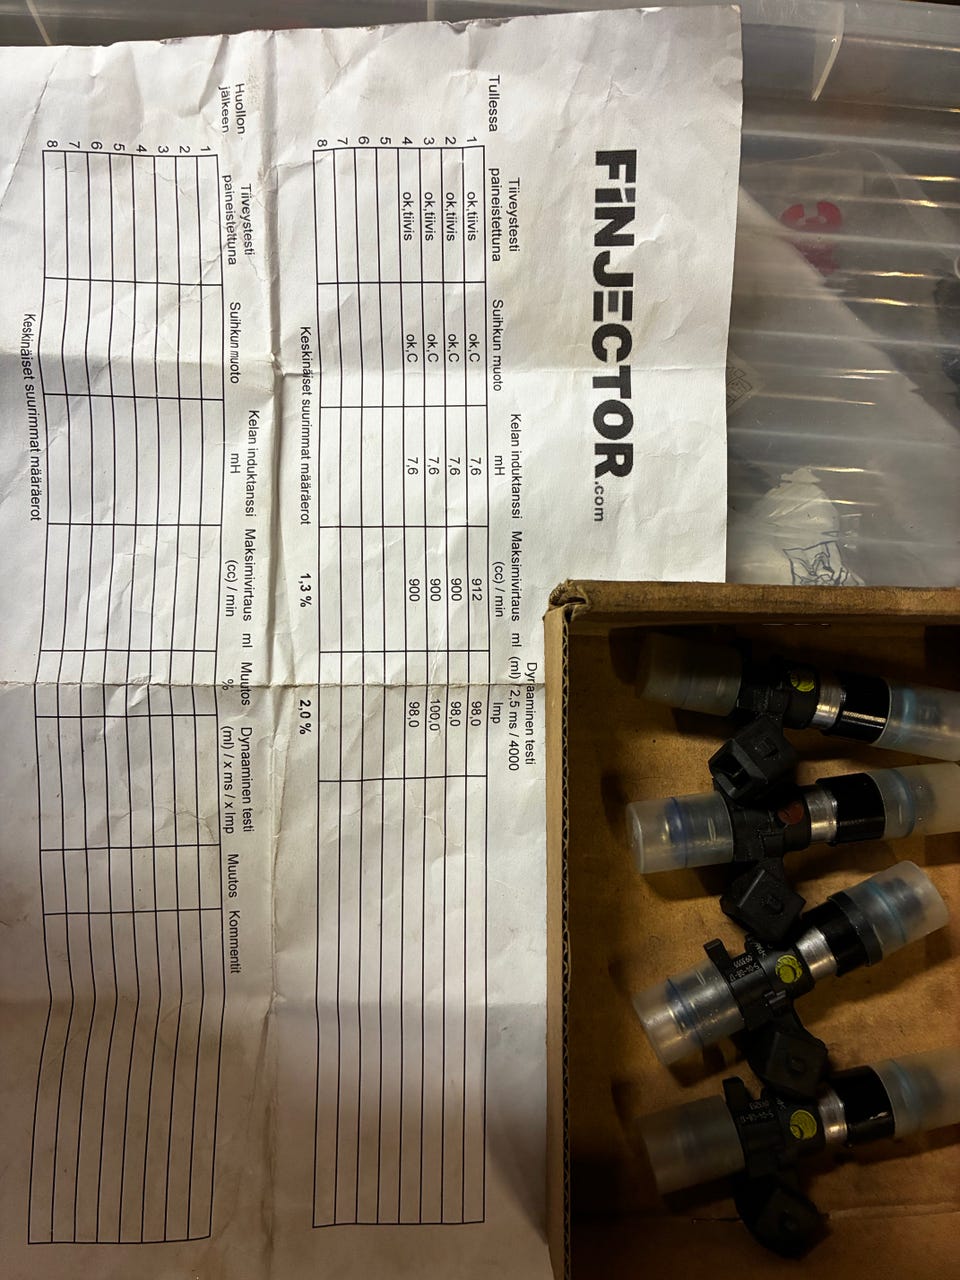 FINJECTOR.com
Dynaaminen testi
Tullessa Tiiveystesti Suihkun muoto Kelan induktanssi Maksimivirtaus ml (ml) / 2,5 ms / 4000
paineistettuna mH (cc) / min Imp
1 ok,tiivis ok,C 7,6 912 98,0
2 ok,tiivis ok,C 7,6 900 98,0
3 ok,tiivis ok,C 7,6 900 100,0
4 ok,tiivis ok,C 7,6 900 98,0
5
6
7
8
Keskinäiset suurimmat määräerot 1,3 % 2,0 %
Huollon Tiiveystesti Suihkun muoto Kelan induktanssi Maksimivirtaus ml Muutos Dynaaminen testi Muutos Kommentit
jälkeen paineistettuna mH (cc) / min % (ml) / x ms / x Imp
1
2
3
4
5
6
7
8
Keskinäiset suurimmat määräerot